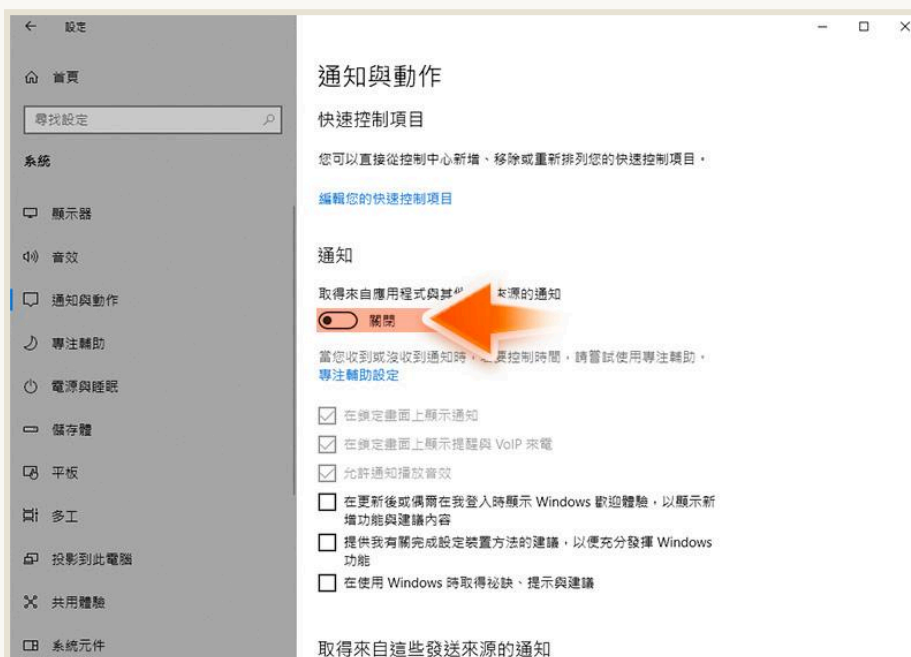 設定
首頁
尋找設定
系統
顯示器
音效
通知與動作
專注輔助
電源與睡眠
儲存體
平板
多工
投影到此電腦
共用體驗
系統元件
通知與動作
快速控制項目
您可以直接從控制中心新增、移除或重新排列您的快速控制項目。
編輯您的快速控制項目
通知
取得來自應用程式與其他 來源的通知
關閉
當您收到或沒收到通知時，要控制時間，請嘗試使用專注輔助。
專注輔助設定
在鎖定畫面上顯示通知
在鎖定畫面上顯示提醒與 VoIP 來電
允許通知播放音效
在更新後或偶爾在我登入時顯示 Windows 歡迎體驗，以顯示新
增功能與建議內容
提供我有關完成設定裝置方法的建議，以便充分發揮 Windows
功能
在使用 Windows 時取得祕訣、提示與建議
取得來自這些發送來源的通知